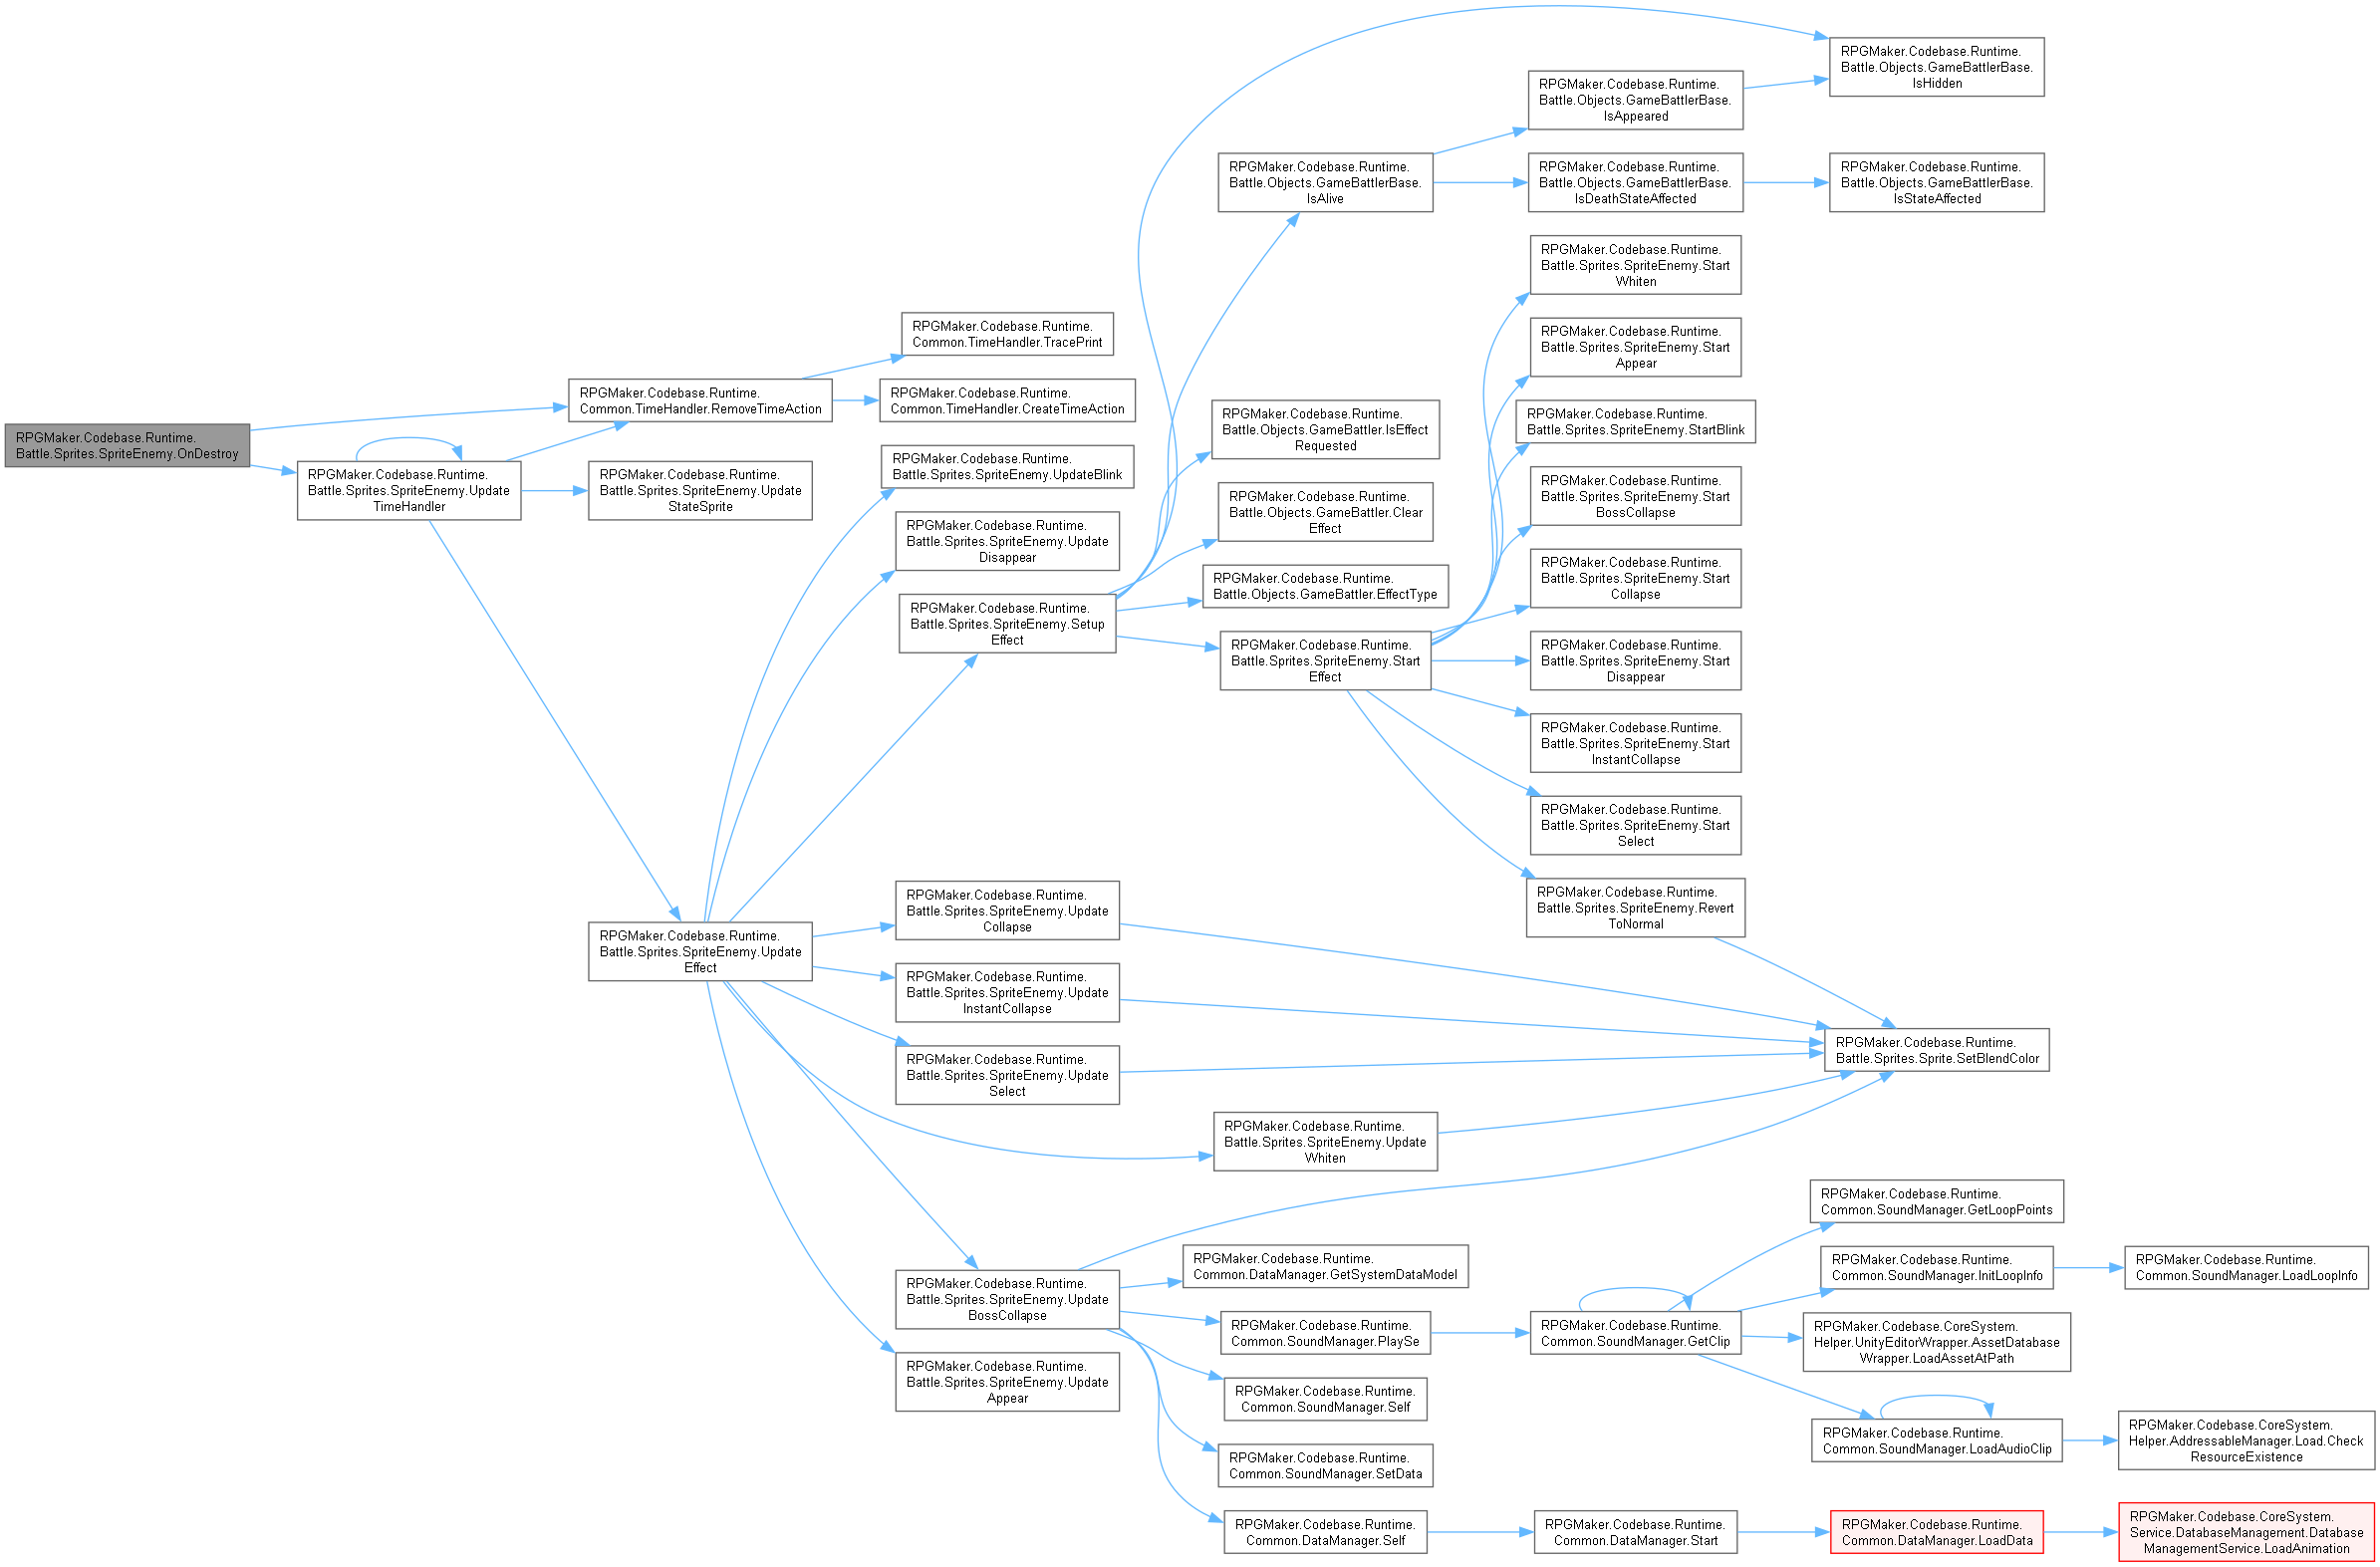 RPGMaker.Codebase.Runtime.
Battle.Sprites.SpriteEnemy.OnDestroy
RPGMaker.Codebase.Runtime.
Common.TimeHandler.RemoveTimeAction
RPGMaker.Codebase.Runtime.
Common.TimeHandler.TracePrint
RPGMaker.Codebase.Runtime.
Common.TimeHandler.CreateTimeAction
RPGMaker.Codebase.Runtime.
Battle.Sprites.SpriteEnemy.Update
TimeHandler
RPGMaker.Codebase.Runtime.
Battle.Sprites.SpriteEnemy.Update
StateSprite
RPGMaker.Codebase.Runtime.
Battle.Sprites.SpriteEnemy.Update
Effect
RPGMaker.Codebase.Runtime.
Battle.Sprites.SpriteEnemy.UpdateBlink
RPGMaker.Codebase.Runtime.
Battle.Sprites.SpriteEnemy.Update
Disappear
RPGMaker.Codebase.Runtime.
Battle.Sprites.SpriteEnemy.Setup
Effect
RPGMaker.Codebase.Runtime.
Battle.Sprites.SpriteEnemy.Update
Collapse
RPGMaker.Codebase.Runtime.
Battle.Sprites.SpriteEnemy.Update
InstantCollapse
RPGMaker.Codebase.Runtime.
Battle.Sprites.SpriteEnemy.Update
Select
RPGMaker.Codebase.Runtime.
Battle.Sprites.SpriteEnemy.Update
Whiten
RPGMaker.Codebase.Runtime.
Battle.Sprites.SpriteEnemy.Update
BossCollapse
RPGMaker.Codebase.Runtime.
Battle.Sprites.SpriteEnemy.Update
Appear
RPGMaker.Codebase.Runtime.
Battle.Objects.GameBattlerBase.
IsAlive
RPGMaker.Codebase.Runtime.
Battle.Objects.GameBattler.IsEffect
Requested
RPGMaker.Codebase.Runtime.
Battle.Objects.GameBattler.Clear
Effect
RPGMaker.Codebase.Runtime.
Battle.Objects.GameBattler.EffectType
RPGMaker.Codebase.Runtime.
Battle.Sprites.SpriteEnemy.Start
Effect
RPGMaker.Codebase.Runtime.
Battle.Objects.GameBattlerBase.
IsHidden
RPGMaker.Codebase.Runtime.
Battle.Objects.GameBattlerBase.
IsAppeared
RPGMaker.Codebase.Runtime.
Battle.Objects.GameBattlerBase.
IsDeathStateAffected
RPGMaker.Codebase.Runtime.
Battle.Objects.GameBattlerBase.
IsStateAffected
RPGMaker.Codebase.Runtime.
Battle.Sprites.SpriteEnemy.Start
Whiten
RPGMaker.Codebase.Runtime.
Battle.Sprites.SpriteEnemy.Start
Appear
RPGMaker.Codebase.Runtime.
Battle.Sprites.SpriteEnemy.StartBlink
RPGMaker.Codebase.Runtime.
Battle.Sprites.SpriteEnemy.Start
BossCollapse
RPGMaker.Codebase.Runtime.
Battle.Sprites.SpriteEnemy.Start
Collapse
RPGMaker.Codebase.Runtime.
Battle.Sprites.SpriteEnemy.Start
Disappear
RPGMaker.Codebase.Runtime.
Battle.Sprites.SpriteEnemy.Start
InstantCollapse
RPGMaker.Codebase.Runtime.
Battle.Sprites.SpriteEnemy.Start
Select
RPGMaker.Codebase.Runtime.
Battle.Sprites.SpriteEnemy.Revert
ToNormal
RPGMaker.Codebase.Runtime.
Battle.Sprites.Sprite.SetBlendColor
RPGMaker.Codebase.Runtime.
Common.DataManager.GetSystemDataModel
RPGMaker.Codebase.Runtime.
Common.SoundManager.PlaySe
RPGMaker.Codebase.Runtime.
Common.SoundManager.Self
RPGMaker.Codebase.Runtime.
Common.SoundManager.SetData
RPGMaker.Codebase.Runtime.
Common.DataManager.Self
RPGMaker.Codebase.Runtime.
Common.SoundManager.GetClip
RPGMaker.Codebase.Runtime.
Common.DataManager.Start
RPGMaker.Codebase.Runtime.
Common.SoundManager.GetLoopPoints
RPGMaker.Codebase.Runtime.
Common.SoundManager.InitLoopInfo
RPGMaker.Codebase.Runtime.
Common.SoundManager.LoadLoopInfo
RPGMaker.Codebase.CoreSystem.
Helper.UnityEditorWrapper.AssetDatabase
Wrapper.LoadAssetAtPath
RPGMaker.Codebase.Runtime.
Common.SoundManager.LoadAudioClip
RPGMaker.Codebase.CoreSystem.
Helper.AddressableManager.Load.Check
ResourceExistence
RPGMaker.Codebase.Runtime.
Common.DataManager.LoadData
RPGMaker.Codebase.CoreSystem.
Service.DatabaseManagement.Database
ManagementService.LoadAnimation